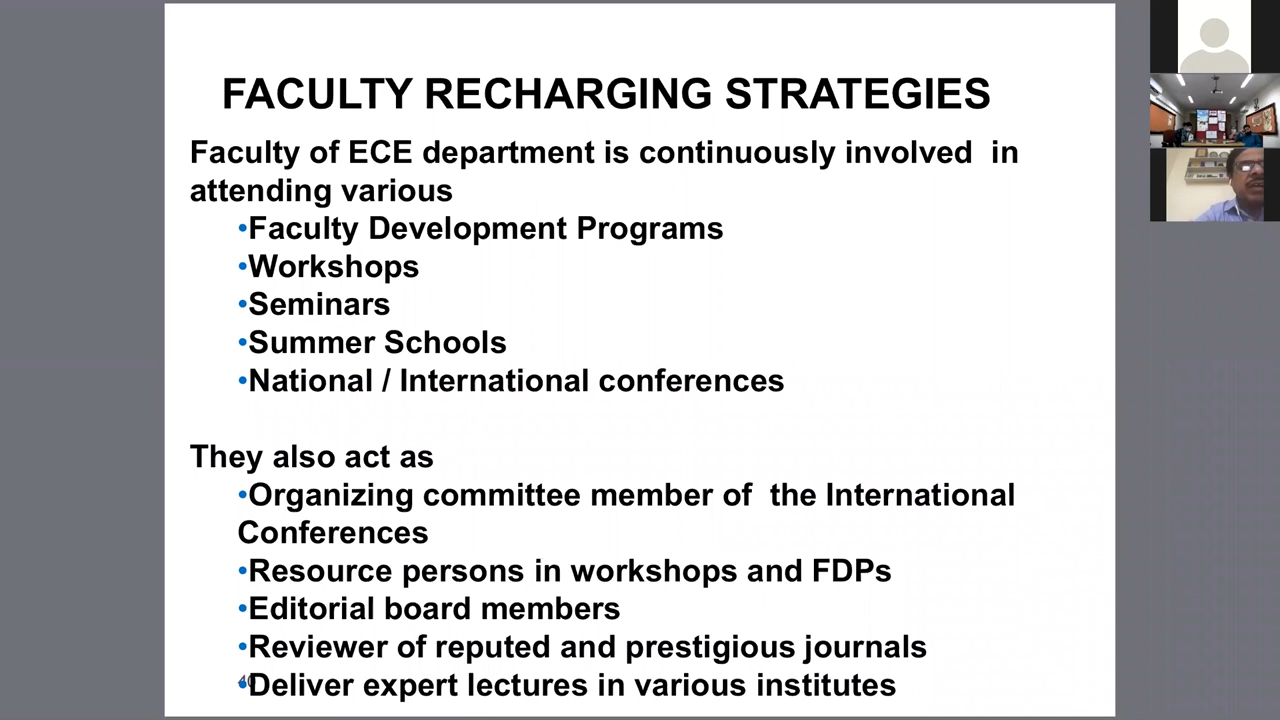 FACULTY RECHARGING STRATEGIES
Faculty of ECE department is continuously involved in
attending various
•Faculty Development Programs
•Workshops
•Seminars
•Summer Schools
•National / International conferences
They also act as
•Organizing committee member of the International
Conferences
•Resource persons in workshops and FDPs
•Editorial board members
•Reviewer of reputed and prestigious journals
•Deliver expert lectures in various institutes